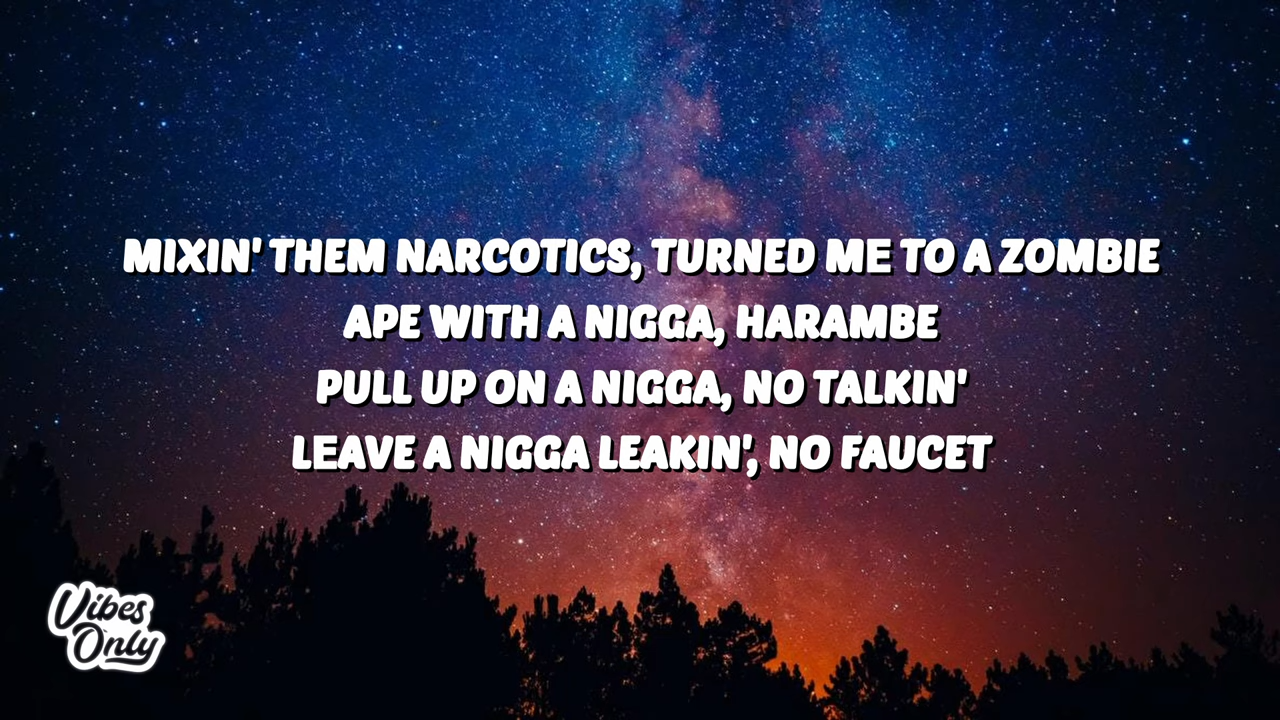 MIXIN' THEM NARCOTICS, TURNED ME TO A ZOMBIE
APE WITH A NIGGA, HARAMBE
PULL UP ON A NIGGA, NO TALKIN'
LEAVE A NIGGA LEAKIN', NO FAUCET
Vibes
Only